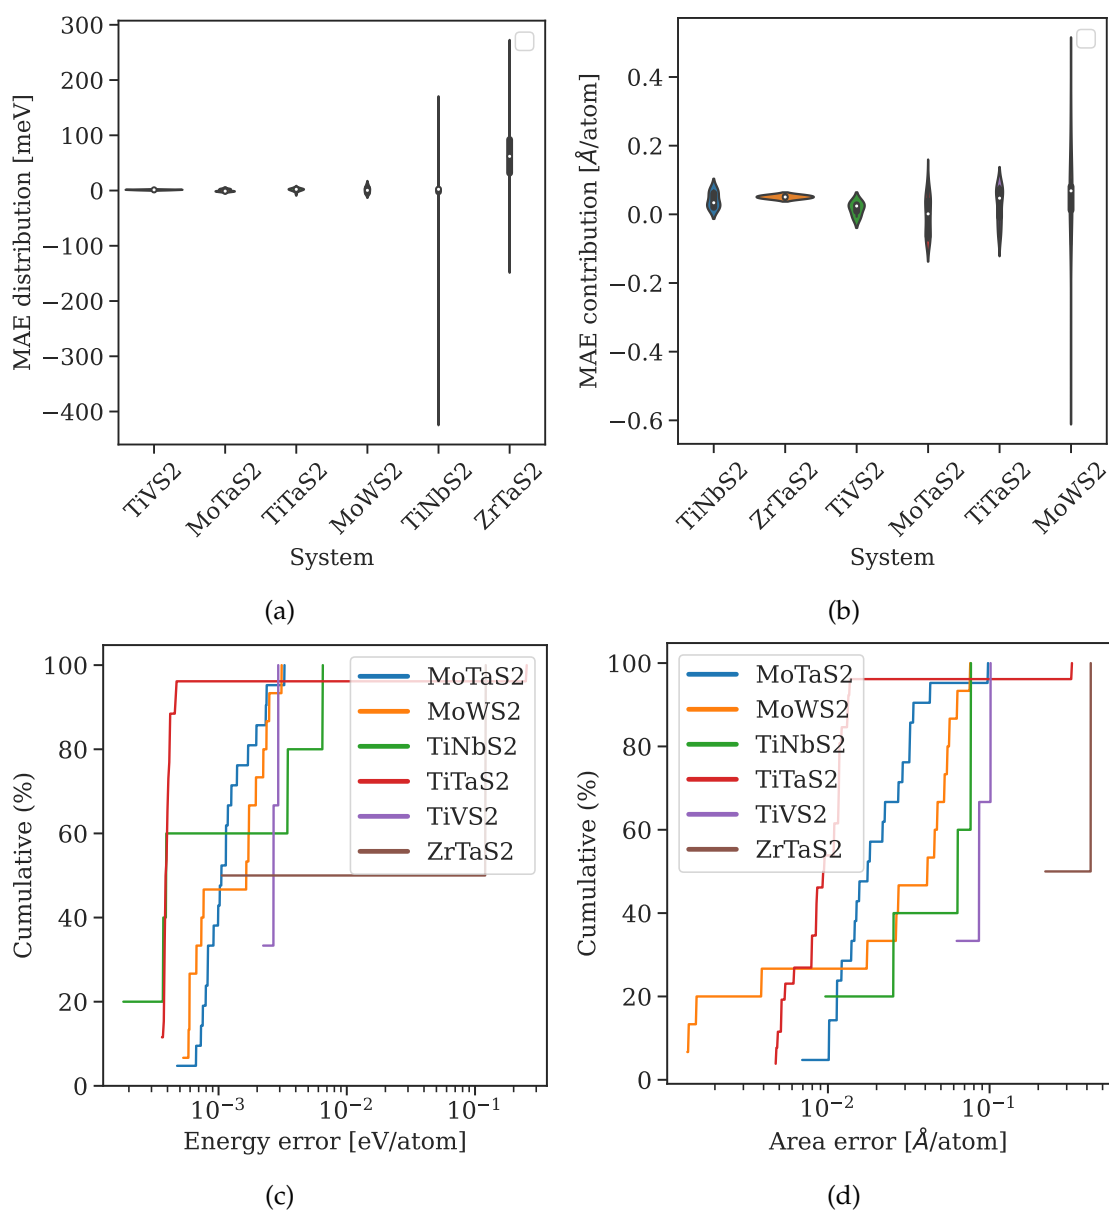 300
200
100
0
−100
−200
−300
−400
MAE distribution [meV]
TiVS2
MoTaS2
TiTaS2
MoWS2
TiNbS2
ZrTaS2
System
(a)
0.4
0.2
0.0
−0.2
−0.4
−0.6
MAE contribution [Å/atom]
TiNbS2
ZrTaS2
TiVS2
MoTaS2
TiTaS2
MoWS2
System
(b)
100
80
60
40
20
0
Cumulative (%)
MoTaS2
MoWS2
TiNbS2
TiTaS2
TiVS2
ZrTaS2
10⁻³
10⁻²
10⁻¹
Energy error [eV/atom]
(c)
100
80
60
40
20
0
Cumulative (%)
MoTaS2
MoWS2
TiNbS2
TiTaS2
TiVS2
ZrTaS2
10⁻²
10⁻¹
Area error [Å/atom]
(d)